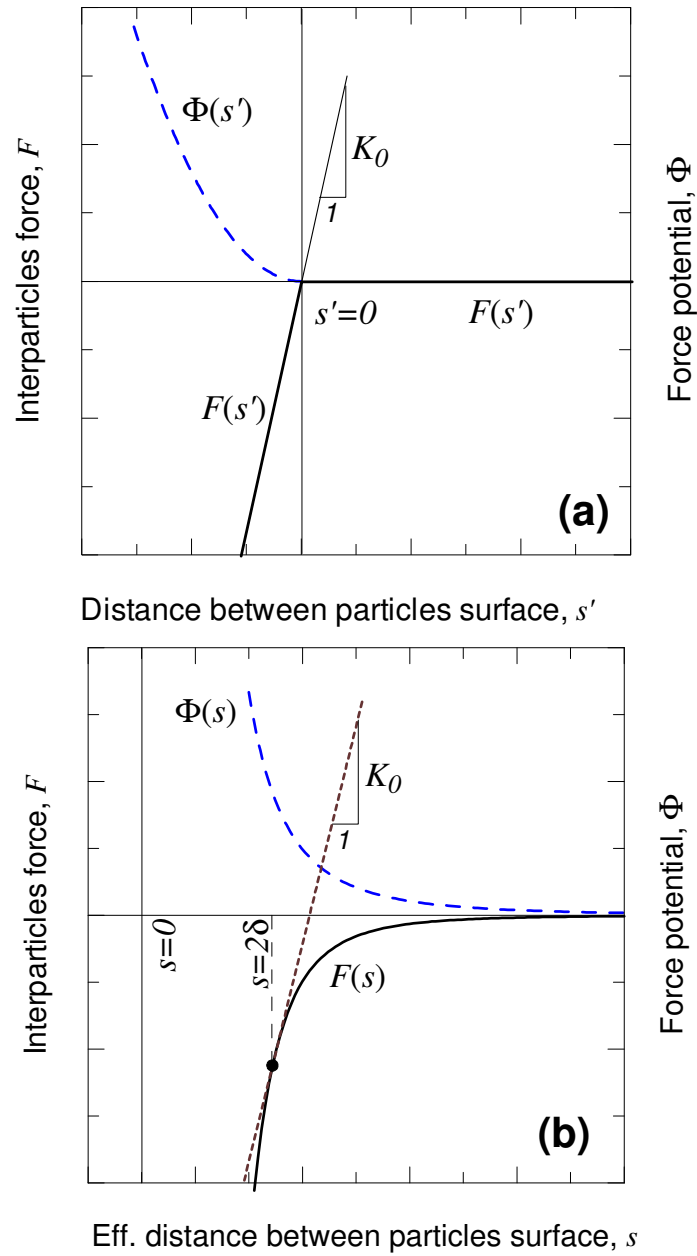 Φ(s′)
K0
1
Interparticles force, F
Force potential, Φ
s′=0
F(s′)
F(s′)
(a)
Distance between particles surface, s′
Φ(s)
K0
1
Interparticles force, F
Force potential, Φ
s=0
s=2δ
F(s)
(b)
Eff. distance between particles surface, s